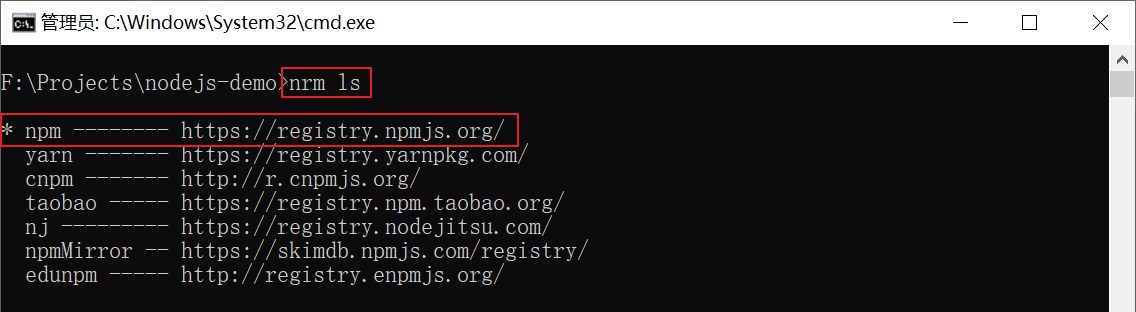 管理员: C:\Windows\System32\cmd.exe
F:\Projects\nodejs-demo>nrm ls
* npm -------- https://registry.npmjs.org/
yarn ------- https://registry.yarnpkg.com/
cnpm ------- http://r.cnpmjs.org/
taobao ----- https://registry.npm.taobao.org/
nj --------- https://registry.nodejitsu.com/
npmMirror -- https://skimdb.npmjs.com/registry/
edunpm ----- http://registry.enpmjs.org/